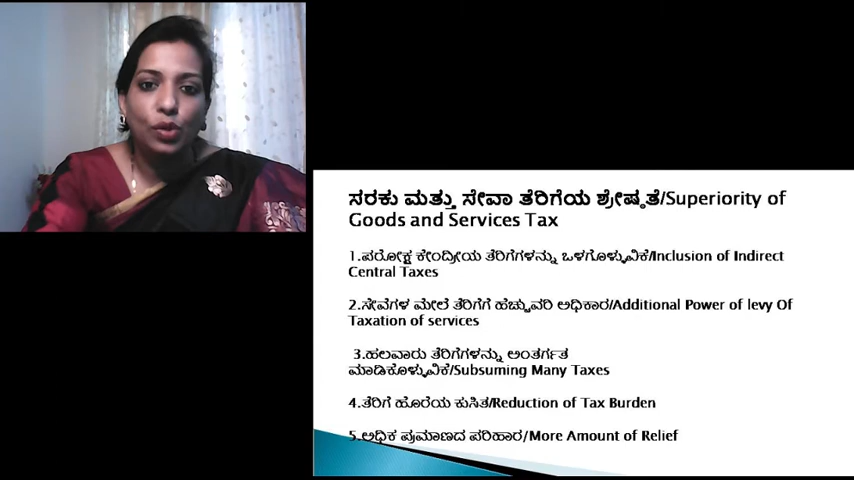 ಸರಕು ಮತ್ತು ಸೇವಾ ತೆರಿಗೆಯ ಶ್ರೇಷ್ಠತೆ/Superiority of
Goods and Services Tax
1.ಪರೋಕ್ಷ ಕೇಂದ್ರೀಯ ತೆರಿಗೆಗಳನ್ನು ಒಳಗೊಳ್ಳುವಿಕೆ/Inclusion of Indirect
Central Taxes
2.ಸೇವೆಗಳ ಮೇಲೆ ತೆರಿಗೆಗೆ ಹೆಚ್ಚುವರಿ ಅಧಿಕಾರ/Additional Power of levy Of
Taxation of services
3.ಹಲವಾರು ತೆರಿಗೆಗಳನ್ನು ಅಂತರ್ಗತ
ಮಾಡಿಕೊಳ್ಳುವಿಕೆ/Subsuming Many Taxes
4.ತೆರಿಗೆ ಹೊರೆಯ ಕುಸಿತ/Reduction of Tax Burden
5.ಅಧಿಕ ಪ್ರಮಾಣದ ಪರಿಹಾರ/More Amount of Relief